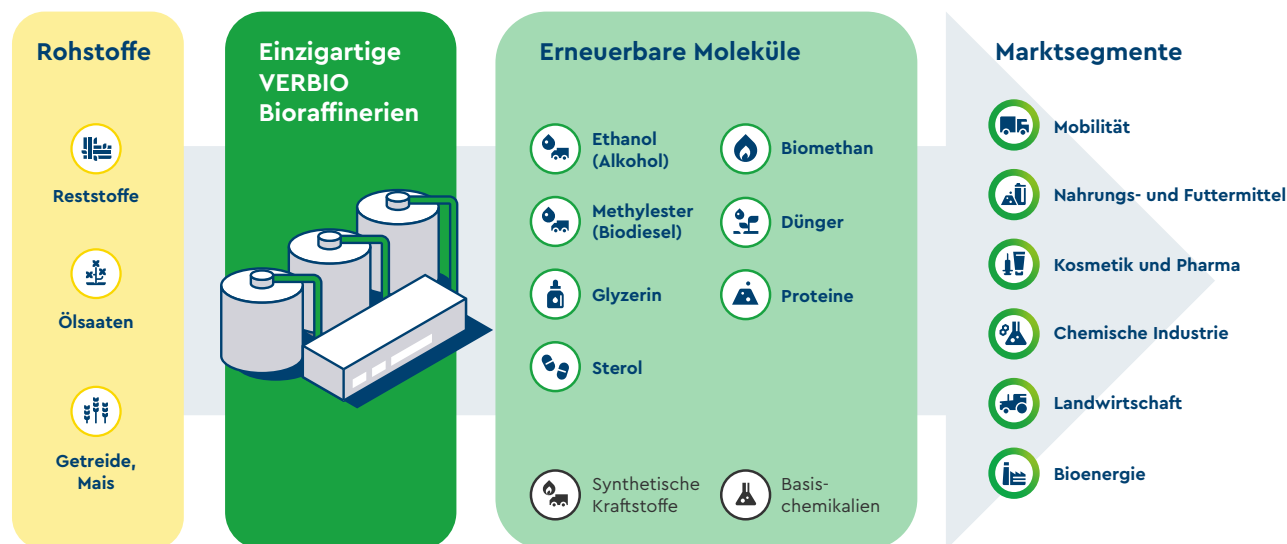 Rohstoffe
Reststoffe
Ölsaaten
Getreide,
Mais
Einzigartige
VERBIO
Bioraffinerien
Erneuerbare Moleküle
Ethanol
(Alkohol)
Methylester
(Biodiesel)
Glyzerin
Sterol
Synthetische
Kraftstoffe
Biomethan
Dünger
Proteine
Basis-
chemikalien
Marktsegmente
Mobilität
Nahrungs- und Futtermittel
Kosmetik und Pharma
Chemische Industrie
Landwirtschaft
Bioenergie